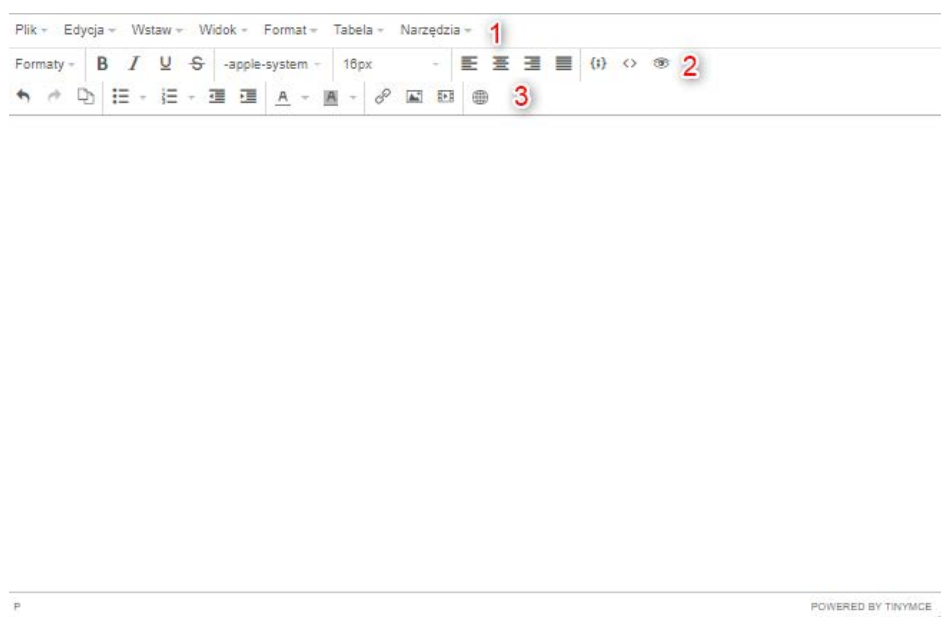 Plik Edycja Wstaw Widok Format Tabela Narzędzia 1
Formaty B I U S -apple-system 16px {i} <> 2
A A 3
P POWERED BY TINYMCE